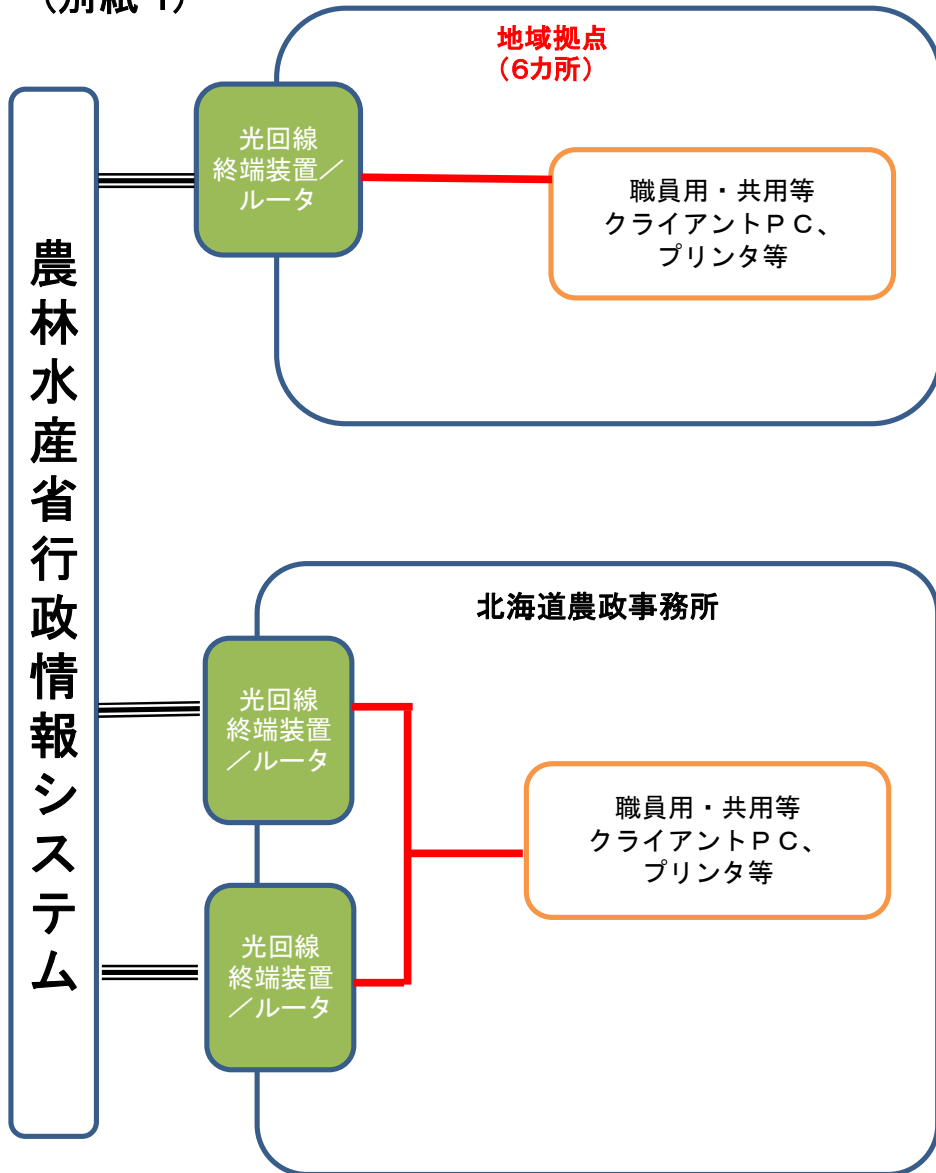 （別紙 1）
地域拠点
（6カ所）
光回線
終端装置／
ルータ
職員用・共用等
クライアントＰＣ、
プリンタ等
農林水産省行政情報システム
北海道農政事務所
光回線
終端装置
／ルータ
職員用・共用等
クライアントＰＣ、
プリンタ等
光回線
終端装置
／ルータ